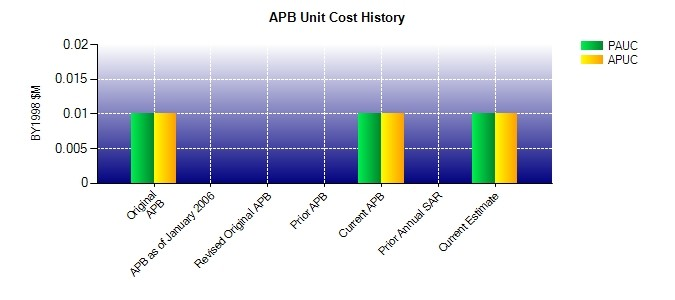 APB Unit Cost History
PAUC
APUC
BY1998 $M
0.02
0.015
0.01
0.005
0
Original
APB
APB as of January 2006
Revised Original APB
Prior APB
Current APB
Prior Annual SAR
Current Estimate